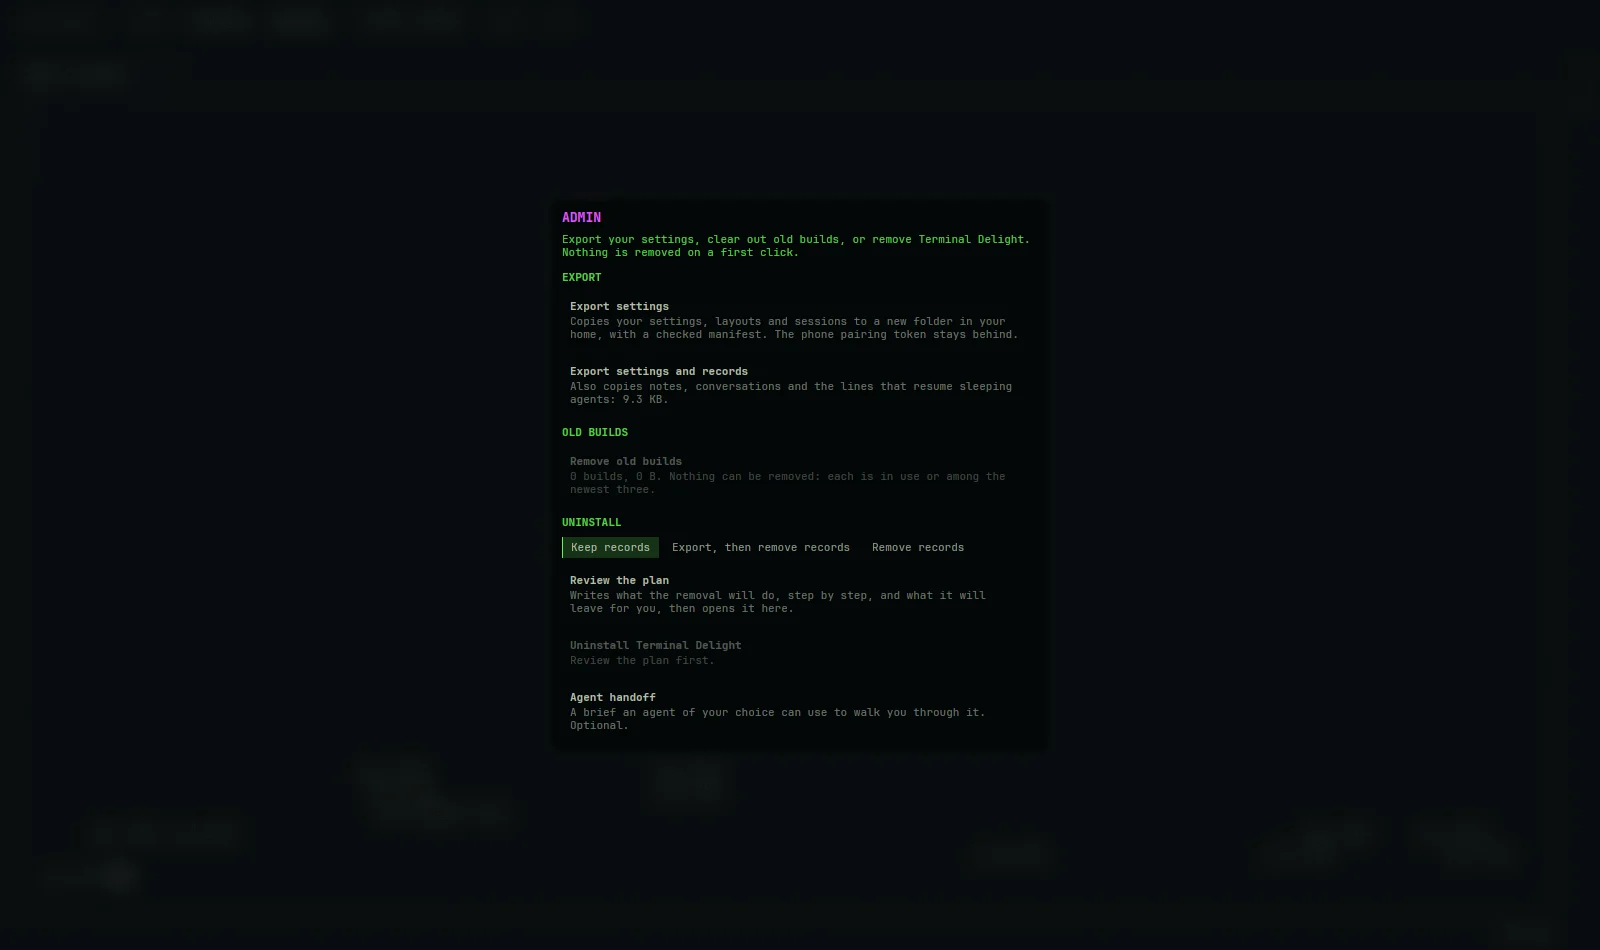 ADMIN
Export your settings, clear out old builds, or remove Terminal Delight.
Nothing is removed on a first click.
EXPORT
Export settings
Copies your settings, layouts and sessions to a new folder in your
home, with a checked manifest. The phone pairing token stays behind.
Export settings and records
Also copies notes, conversations and the lines that resume sleeping
agents: 9.3 KB.
OLD BUILDS
Remove old builds
0 builds, 0 B. Nothing can be removed: each is in use or among the
newest three.
UNINSTALL
Keep records Export, then remove records Remove records
Review the plan
Writes what the removal will do, step by step, and what it will
leave for you, then opens it here.
Uninstall Terminal Delight
Review the plan first.
Agent handoff
A brief an agent of your choice can use to walk you through it.
Optional.